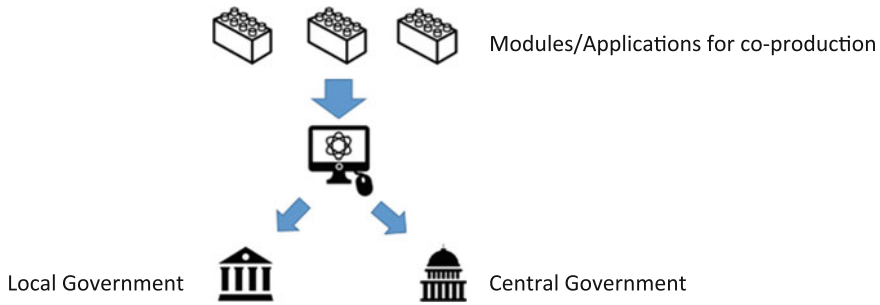 Modules/Applications for co-production
Local Government
Central Government